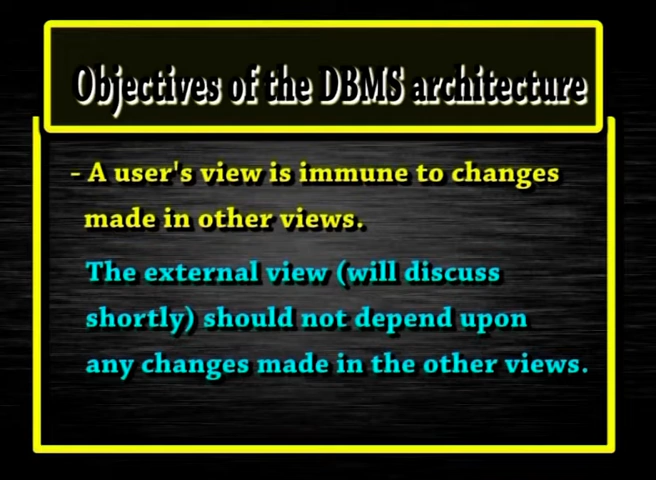 Objectives of the DBMS architecture
- A user's view is immune to changes
made in other views.
The external view (will discuss
shortly) should not depend upon
any changes made in the other views.